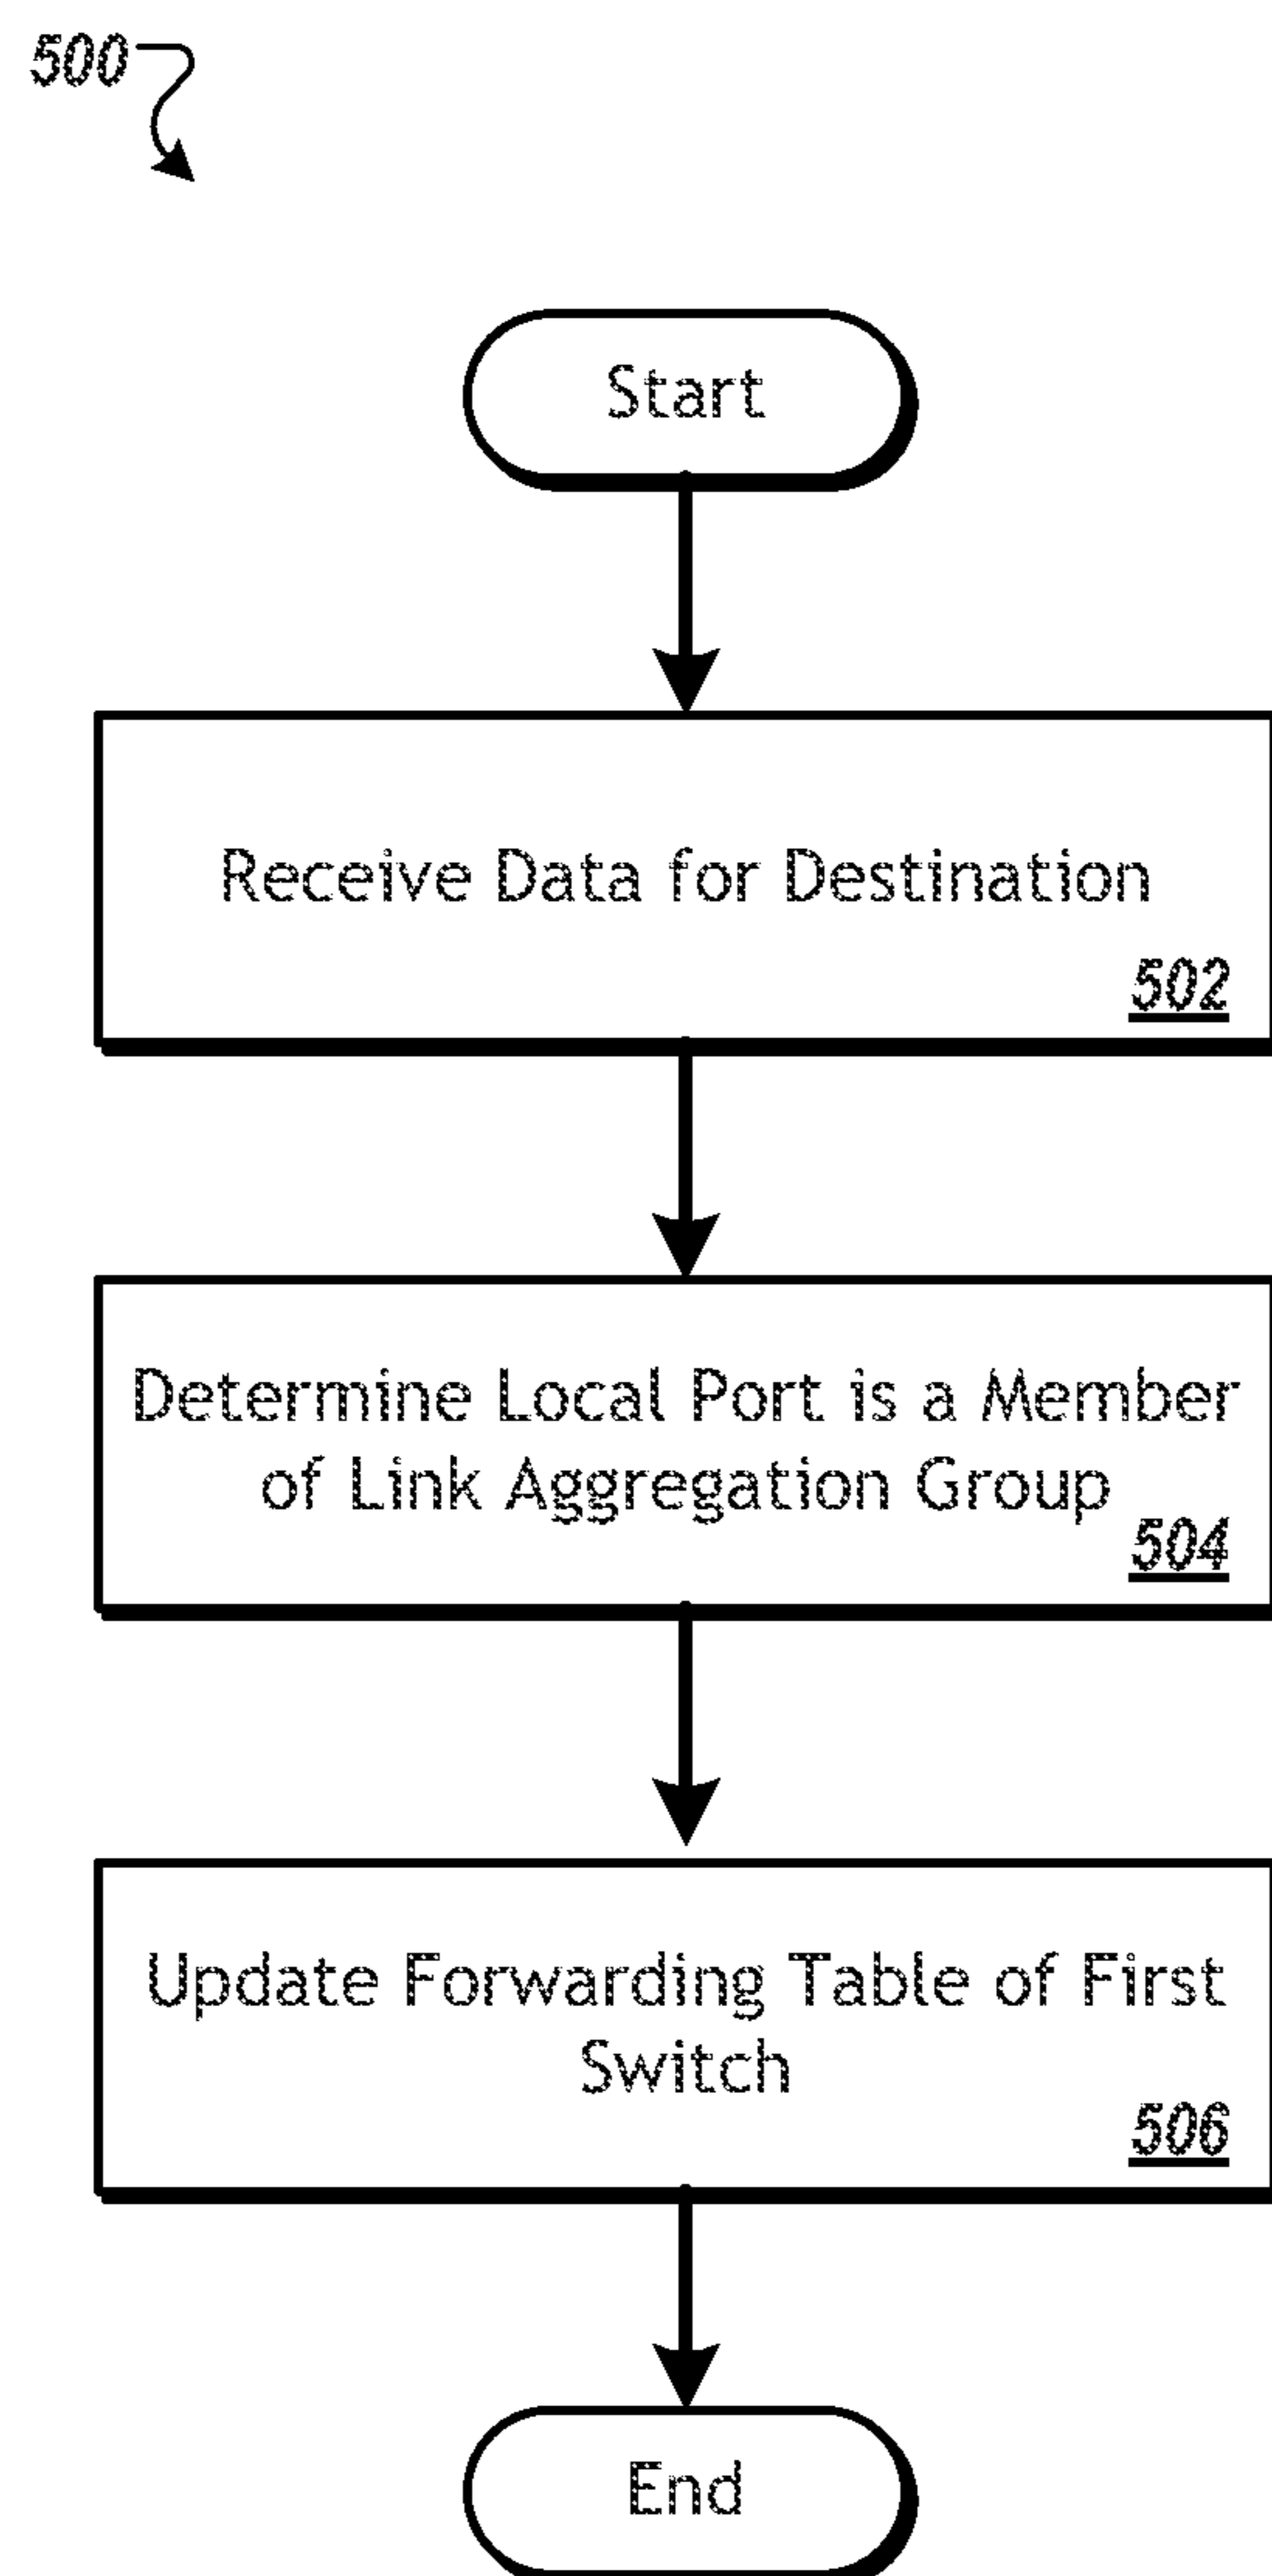 500
Start
Receive Data for Destination
502
Determine Local Port is a Member
of Link Aggregation Group
504
Update Forwarding Table of First
Switch
506
End